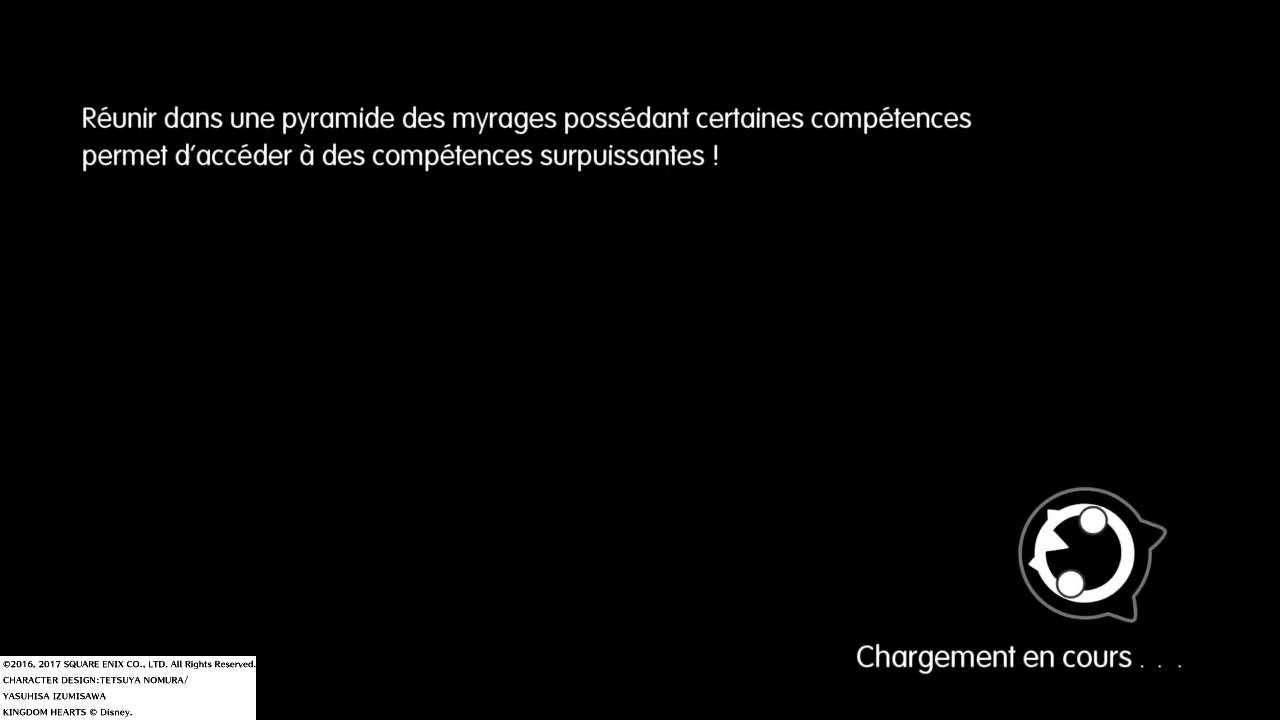 Réunir dans une pyramide des myrages possédant certaines compétences
permet d'accéder à des compétences surpuissantes !
Chargement en cours . . .
©2016, 2017 SQUARE ENIX CO., LTD. All Rights Reserved.
CHARACTER DESIGN:TETSUYA NOMURA/
YASUHISA IZUMISAWA
KINGDOM HEARTS © Disney.